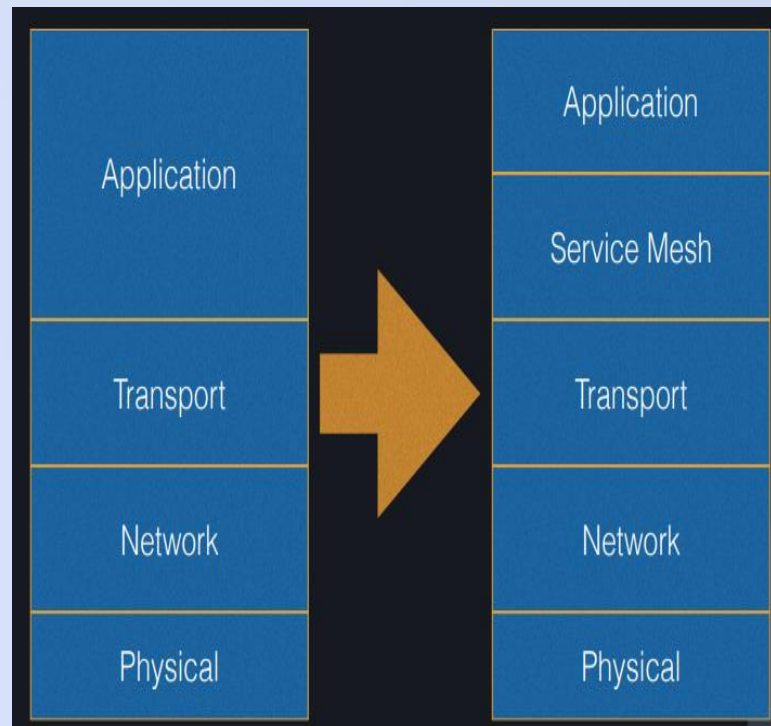 Application
Transport
Network
Physical
Application
Service Mesh
Transport
Network
Physical